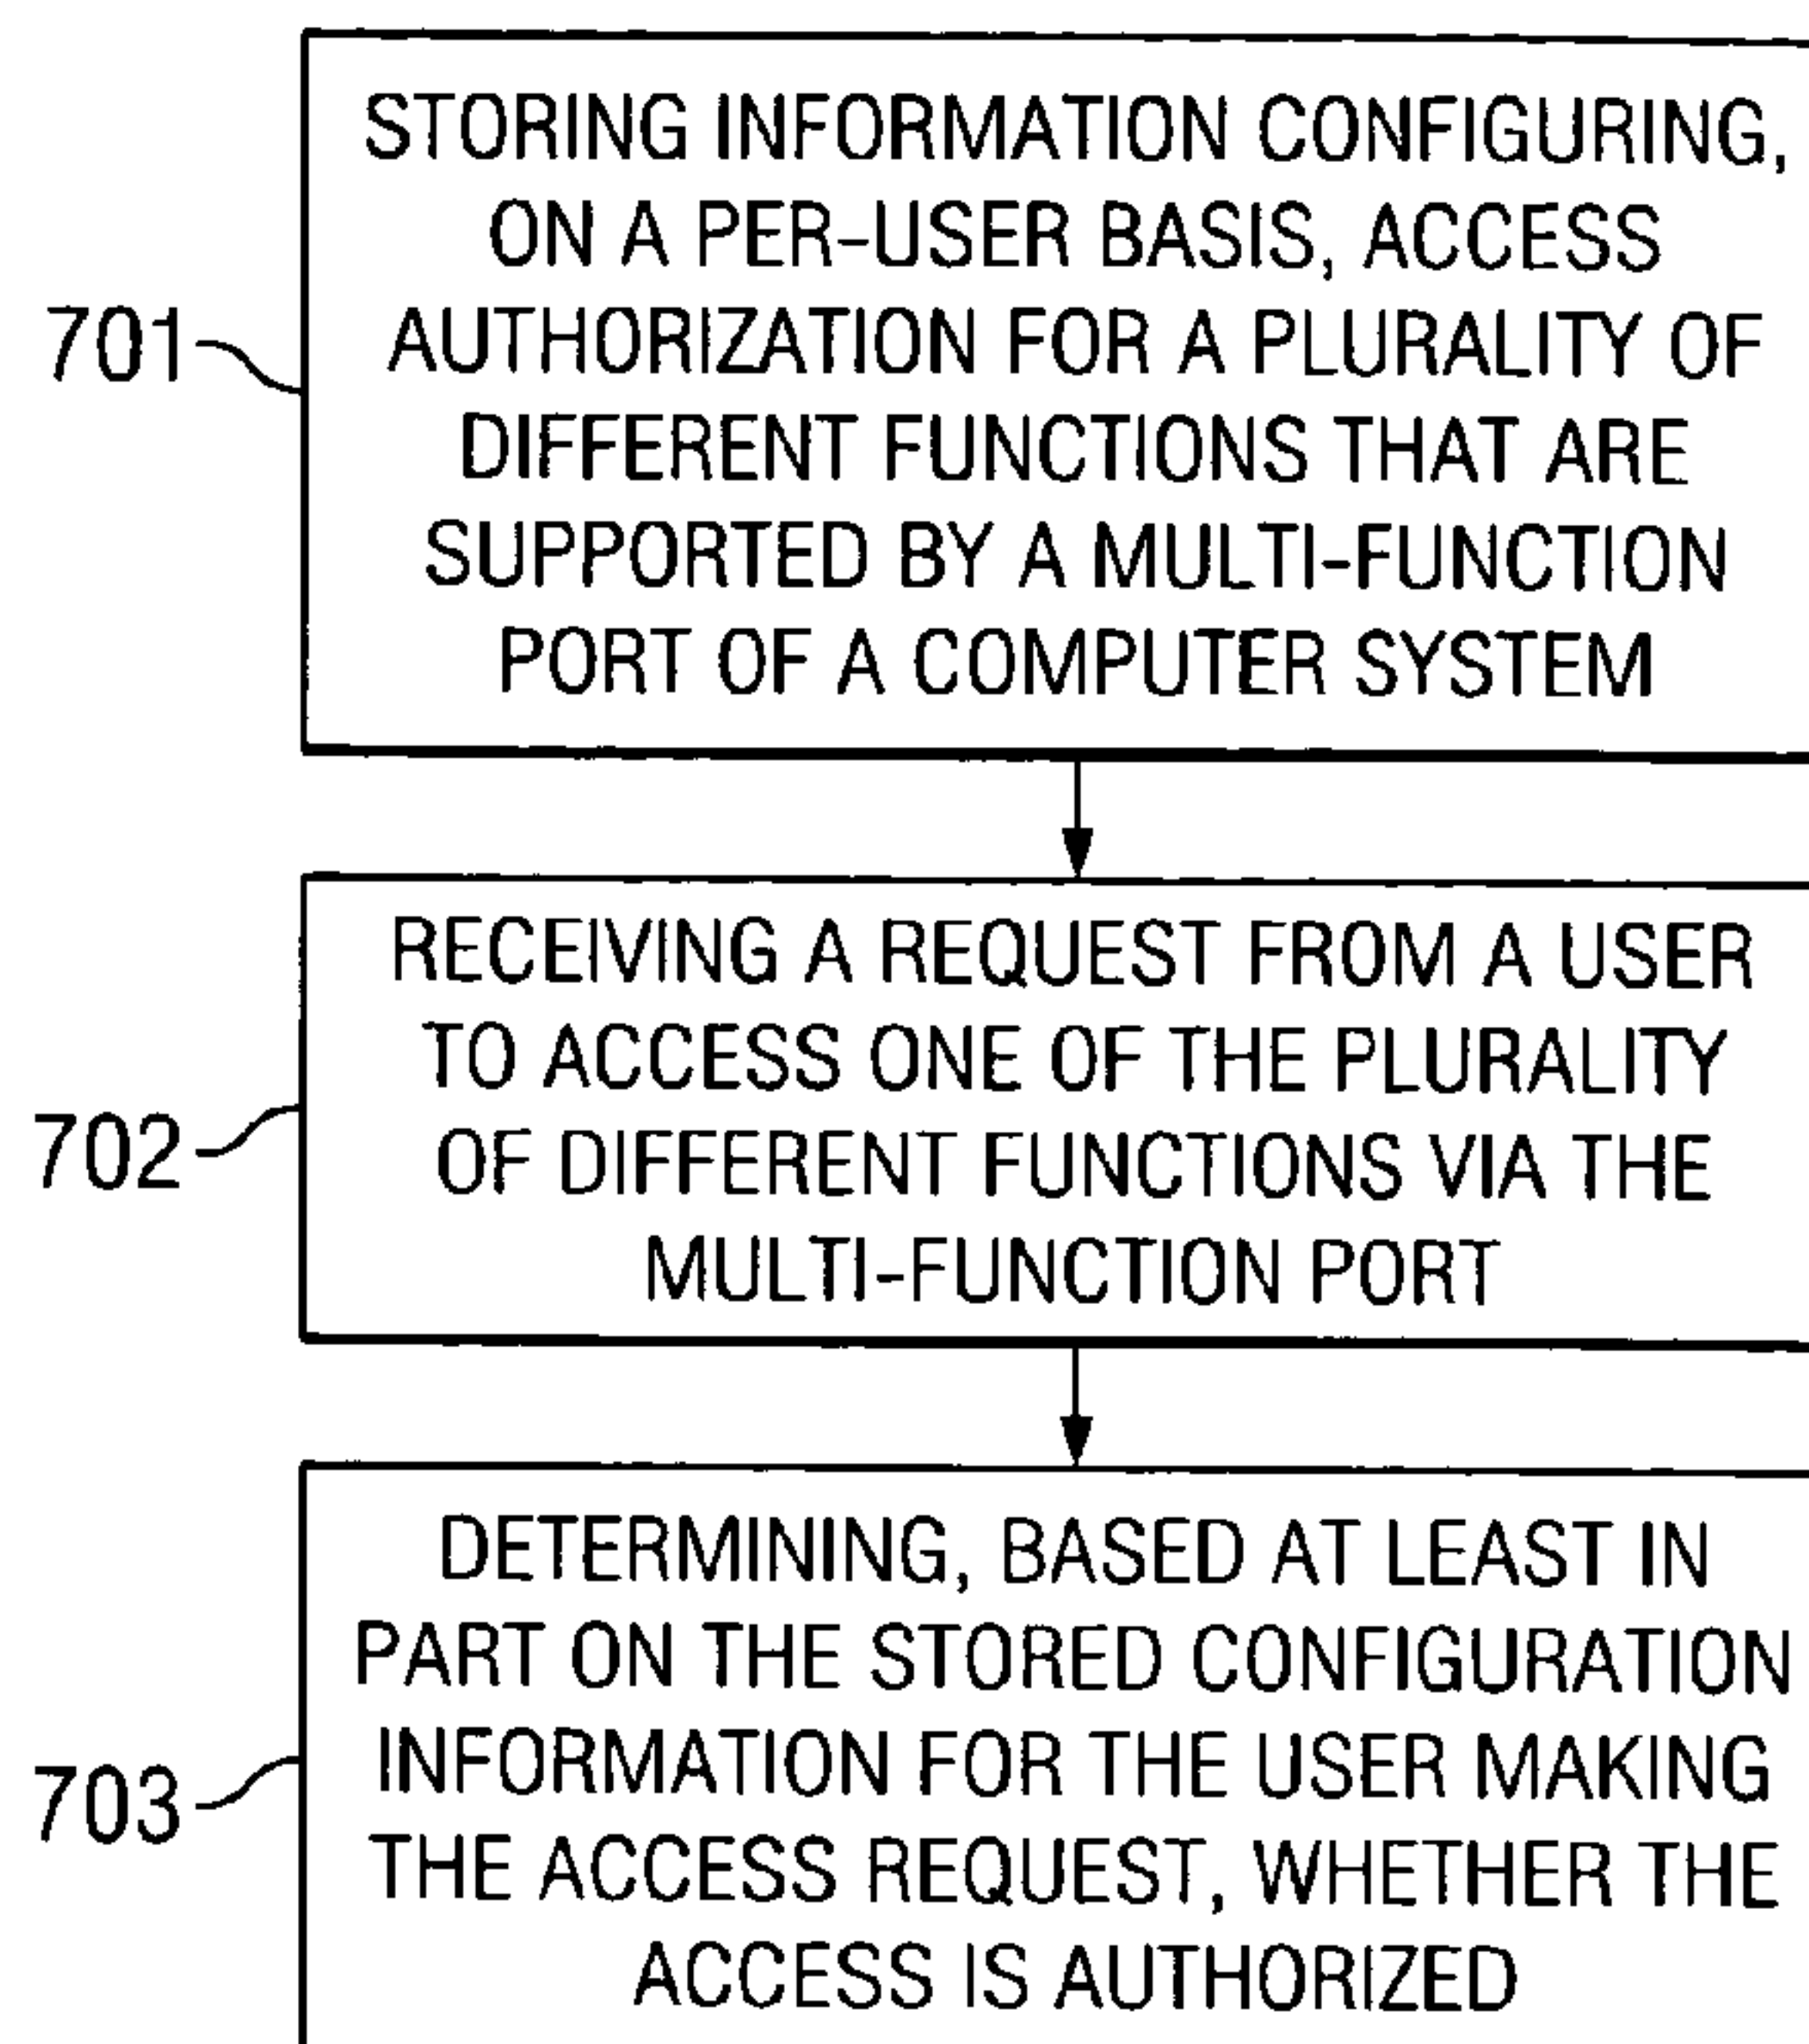 STORING INFORMATION CONFIGURING,
ON A PER-USER BASIS, ACCESS
701
AUTHORIZATION FOR A PLURALITY OF
DIFFERENT FUNCTIONS THAT ARE
SUPPORTED BY A MULTI-FUNCTION
PORT OF A COMPUTER SYSTEM
RECEIVING A REQUEST FROM A USER
TO ACCESS ONE OF THE PLURALITY
702
OF DIFFERENT FUNCTIONS VIA THE
MULTI-FUNCTION PORT
DETERMINING, BASED AT LEAST IN
PART ON THE STORED CONFIGURATION
703
INFORMATION FOR THE USER MAKING
THE ACCESS REQUEST, WHETHER THE
ACCESS IS AUTHORIZED